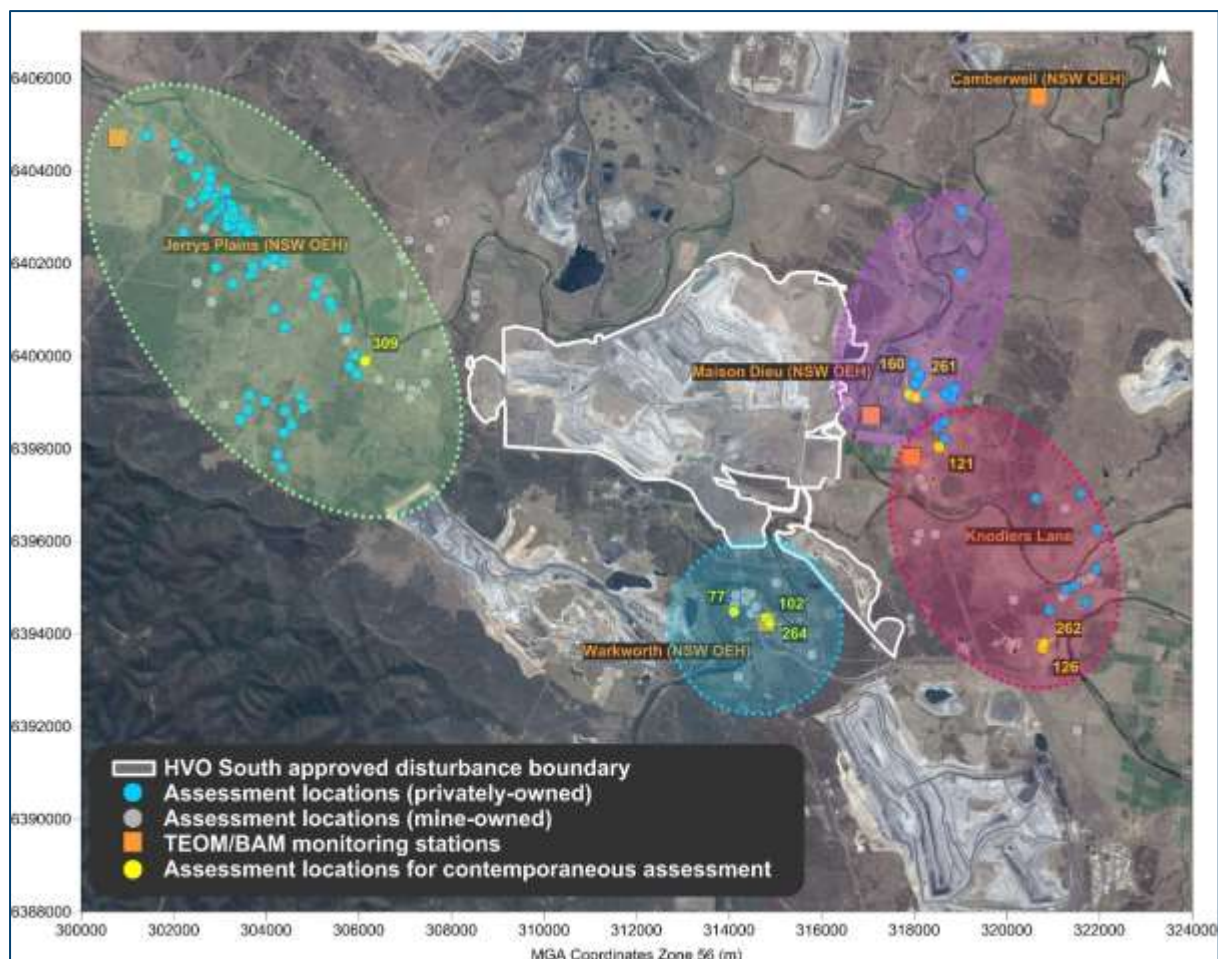 6406000
Camberwell (NSW OEH)
N
6404000
Jerrys Plains (NSW OEH)
6402000
309
6400000
160
261
Maison Dieu (NSW OEH)
6398000
121
6396000
Knodlers Lane
77
102
6394000
264
262
Warkworth (NSW OEH)
126
6392000
HVO South approved disturbance boundary
Assessment locations (privately-owned)
6390000
Assessment locations (mine-owned)
TEOM/BAM monitoring stations
Assessment locations for contemporaneous assessment
6388000
300000 302000 304000 306000 308000 310000 312000 314000 316000 318000 320000 322000 324000
MGA Coordinates Zone 56 (m)